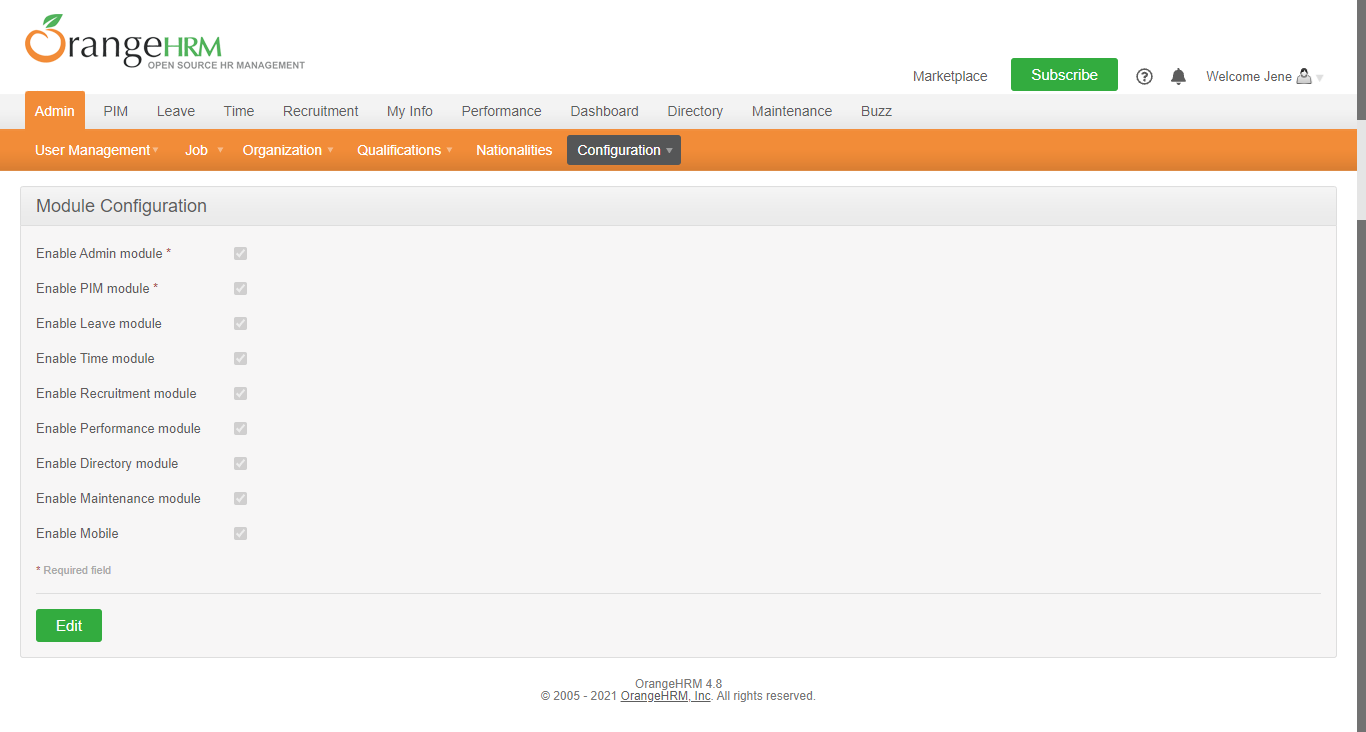 OrangeHRM
OPEN SOURCE HR MANAGEMENT
Marketplace Subscribe ? Welcome Jene
Admin PIM Leave Time Recruitment My Info Performance Dashboard Directory Maintenance Buzz
User Management Job Organization Qualifications Nationalities Configuration
Module Configuration
Enable Admin module *
Enable PIM module *
Enable Leave module
Enable Time module
Enable Recruitment module
Enable Performance module
Enable Directory module
Enable Maintenance module
Enable Mobile
* Required field
Edit
OrangeHRM 4.8
© 2005 - 2021 OrangeHRM, Inc. All rights reserved.